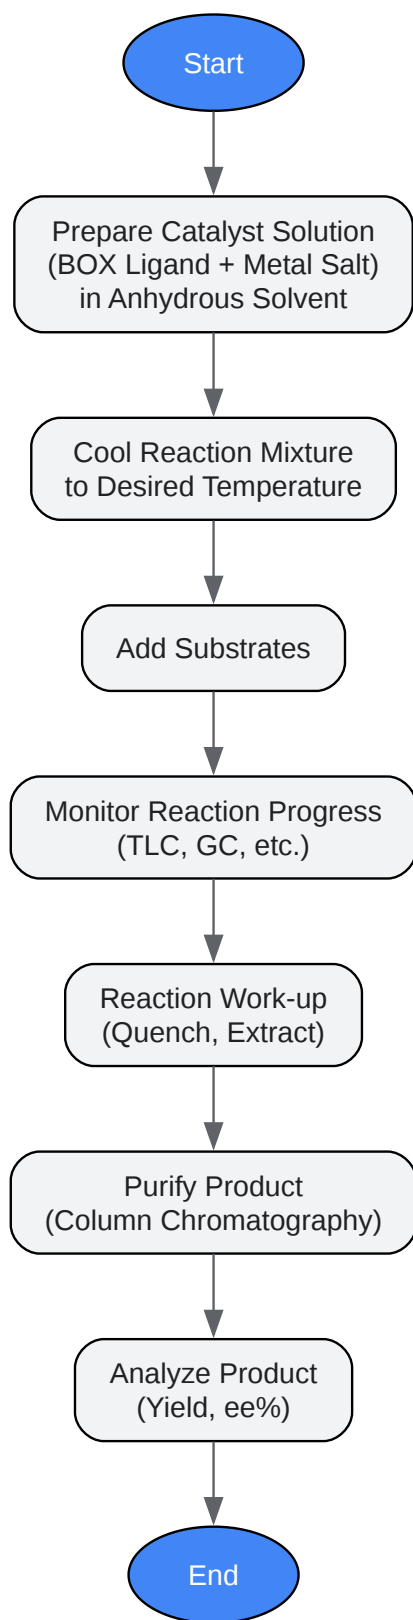 Start
Prepare Catalyst Solution
(BOX Ligand + Metal Salt)
in Anhydrous Solvent
Cool Reaction Mixture
to Desired Temperature
Add Substrates
Monitor Reaction Progress
(TLC, GC, etc.)
Reaction Work-up
(Quench, Extract)
Purify Product
(Column Chromatography)
Analyze Product
(Yield, ee%)
End